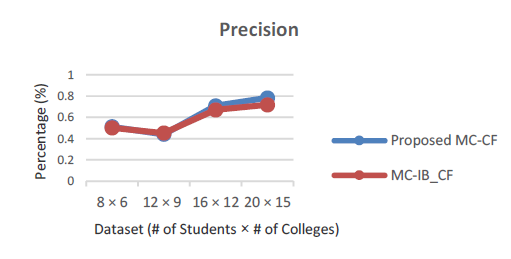 Precision
Percentage (%)
1
0.8
0.6
0.4
0.2
0
8 × 6 12 × 9 16 × 12 20 × 15
Dataset (# of Students × # of Colleges)
Proposed MC-CF
MC-IB_CF